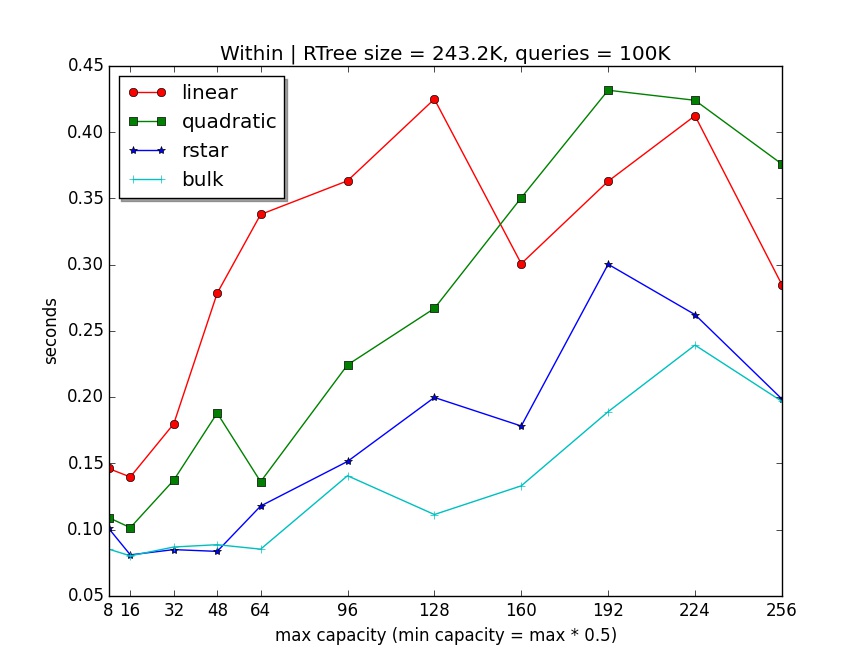 Within | RTree size = 243.2K, queries = 100K
linear
quadratic
rstar
bulk
0.45
0.40
0.35
0.30
0.25
0.20
0.15
0.10
0.05
seconds
8 16 32 48 64 96 128 160 192 224 256
max capacity (min capacity = max * 0.5)